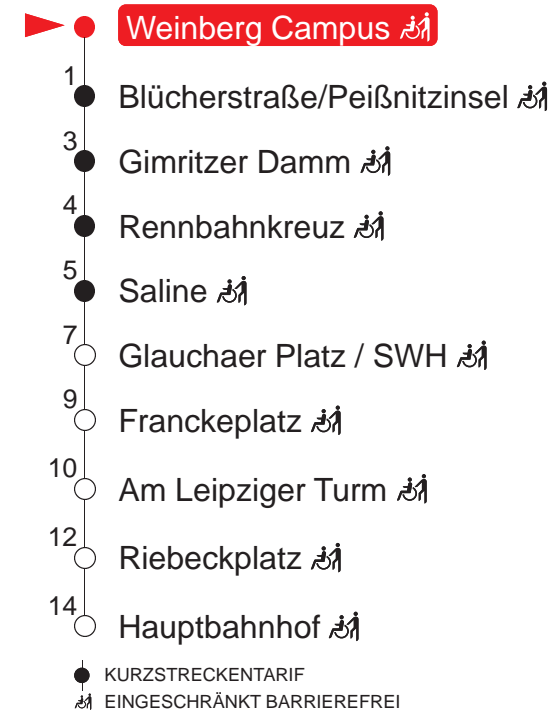 Weinberg Campus
1
Blücherstraße/Peißnitzinsel
3
Gimritzer Damm
4
Rennbahnkreuz
5
Saline
7
Glauchaer Platz / SWH
9
Franckeplatz
10
Am Leipziger Turm
12
Riebeckplatz
14
Hauptbahnhof
KURZSTRECKENTARIF
EINGESCHRÄNKT BARRIEREFREI